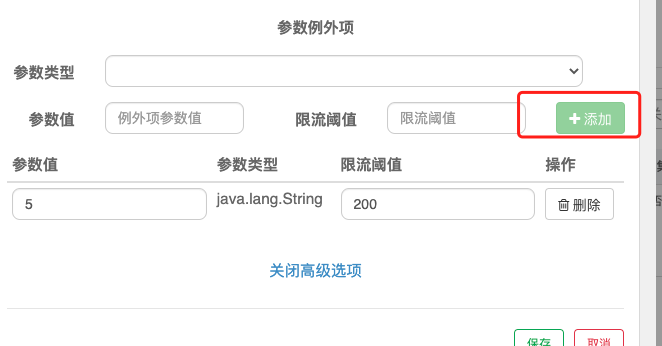 参数例外项
参数类型
参数值 例外项参数值 限流阈值 限流阈值 添加
参数值 参数类型 限流阈值 操作
5 java.lang.String 200 删除
关闭高级选项
保存 取消